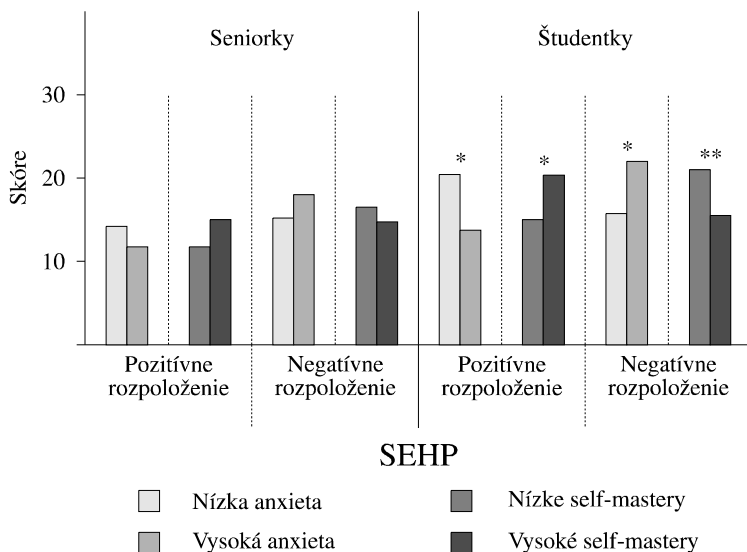 Seniorky
Študentky
Skóre
30
20
10
*
*
*
**
Pozitívne
rozpoloženie
Negatívne
rozpoloženie
Pozitívne
rozpoloženie
Negatívne
rozpoloženie
SEHP
Nízka anxieta
Vysoká anxieta
Nízke self-mastery
Vysoké self-mastery